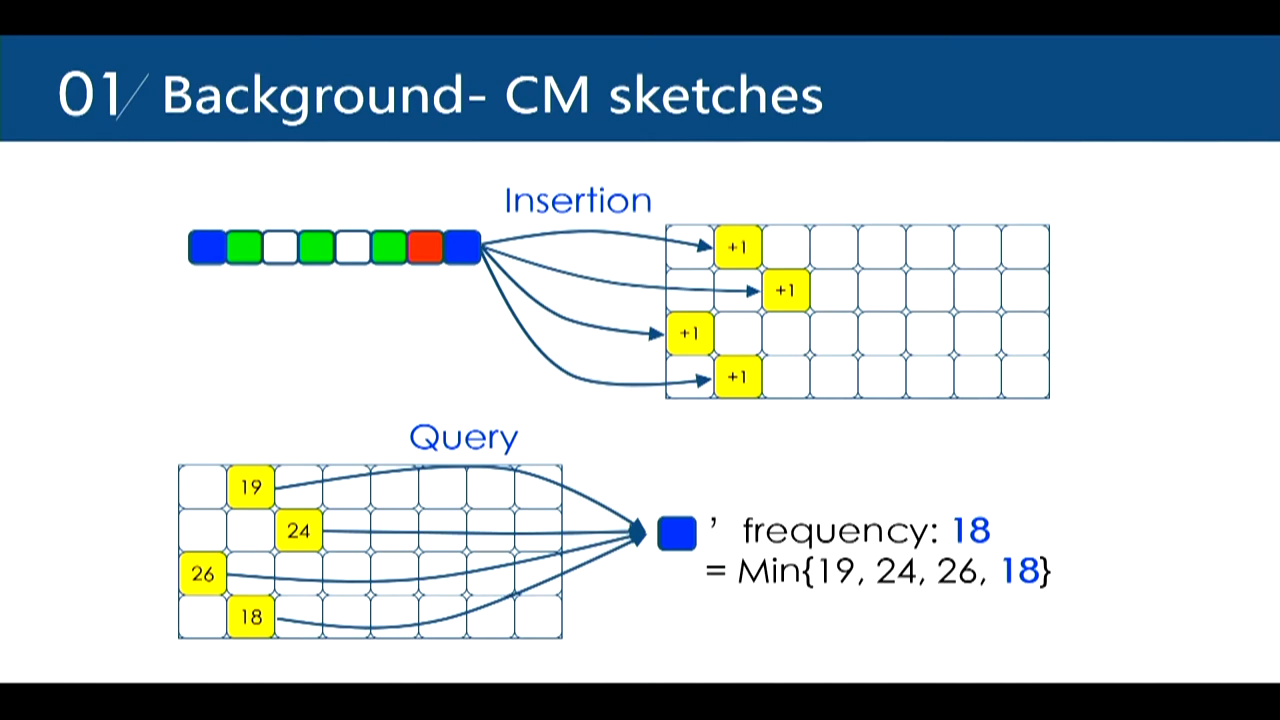 01/ Background- CM sketches
Insertion
+1
+1
+1
+1
Query
19
24
26
18
’ frequency: 18
= Min{19, 24, 26, 18}